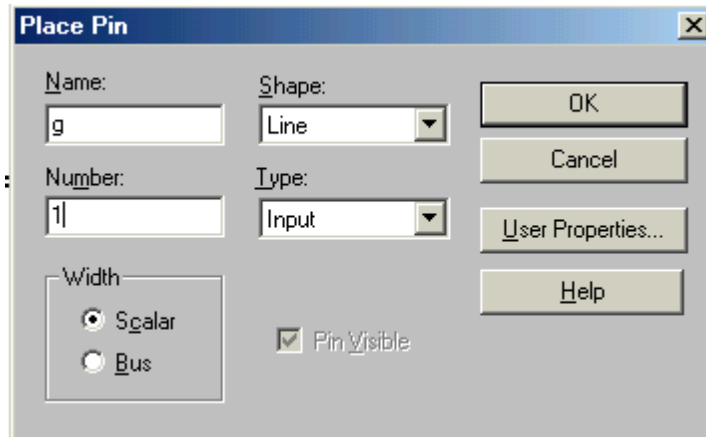 Place Pin
Name:
g
Shape:
Line
OK
Cancel
Number:
1
Type:
Input
User Properties...
Help
Width
Scalar
Bus
Pin Visible